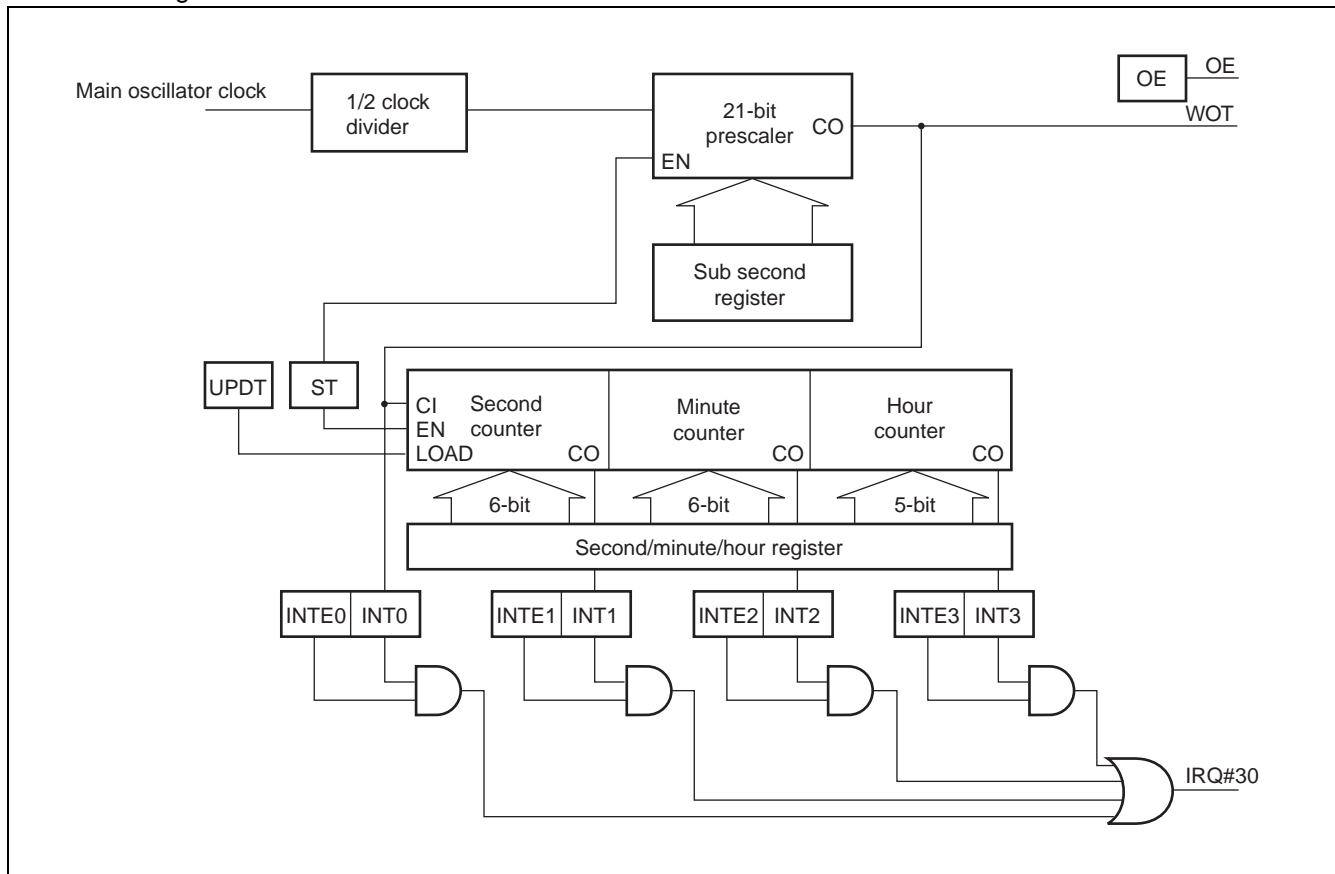 Main oscillator clock
1/2 clock
divider
21-bit
prescaler
CO
EN
OE
OE
WOT
Sub second
register
UPDT
ST
CI
EN
LOAD
Second
counter
CO
Minute
counter
CO
Hour
counter
CO
6-bit
6-bit
5-bit
Second/minute/hour register
INTE0
INT0
INTE1
INT1
INTE2
INT2
INTE3
INT3
IRQ#30